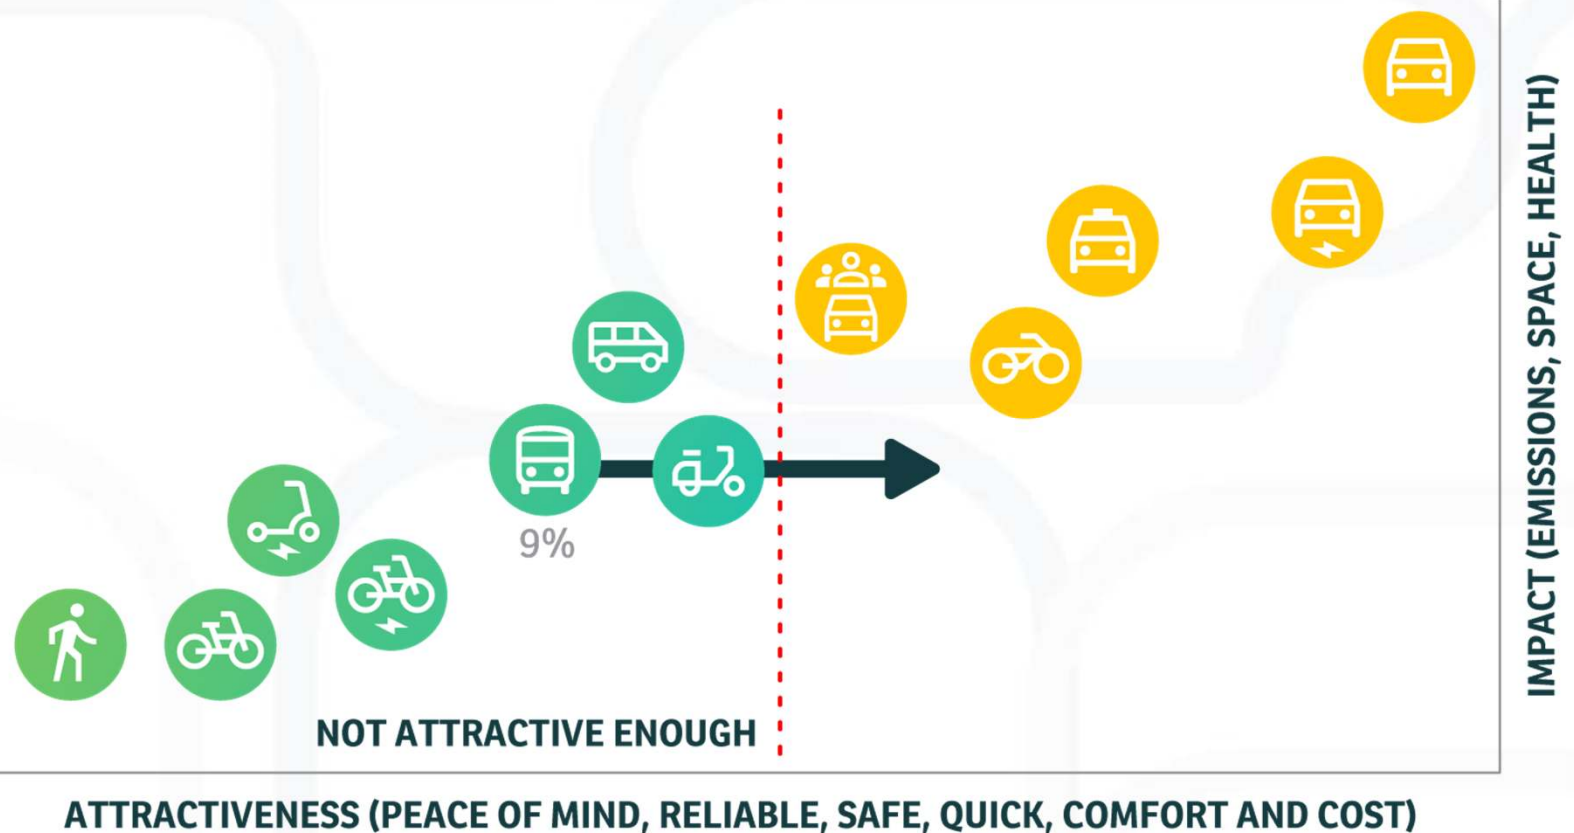 9%
NOT ATTRACTIVE ENOUGH
ATTRACTIVENESS (PEACE OF MIND, RELIABLE, SAFE, QUICK, COMFORT AND COST)
IMPACT (EMISSIONS, SPACE, HEALTH)